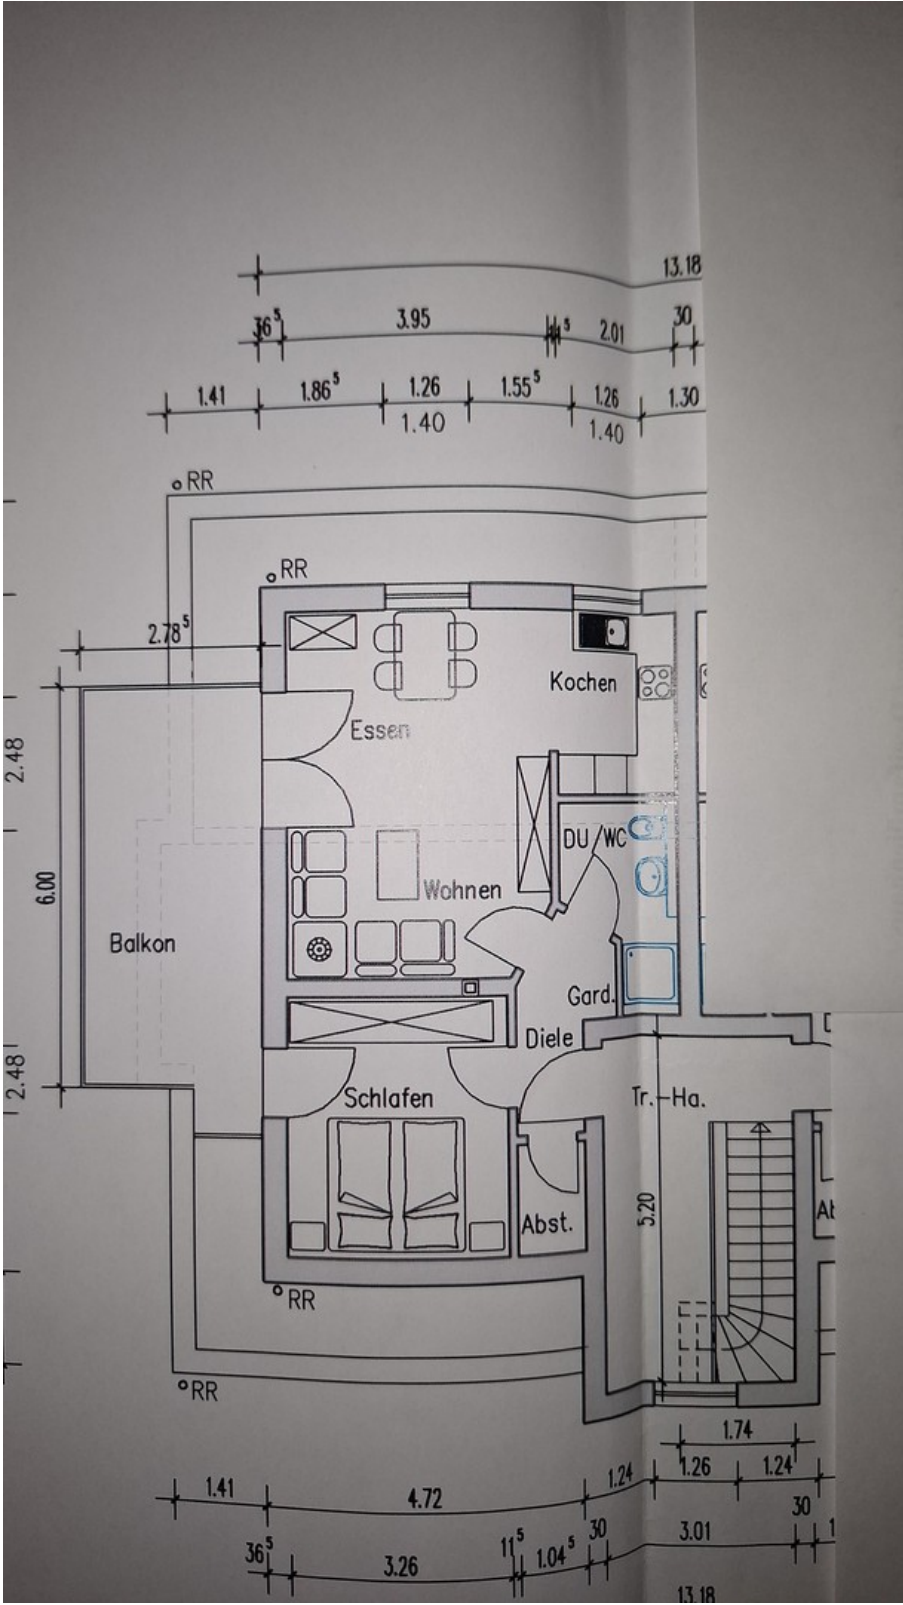 13.18
36⁵ 3.95 11⁵ 2.01 30
1.41 1.86⁵ 1.26 1.55⁵ 1.26 1.30
1.40 1.40
RR
RR
2.78⁵
Kochen
Essen
2.48
DU/WC
Wohnen
6.00
Balkon
Gard.
Diele
2.48
Schlafen
Tr.-Ha.
5.20
Abst.
Ab
RR
RR
1.74
1.41 4.72 1.24 1.26 1.24
36⁵ 3.26 11⁵ 1.04⁵ 30 3.01 30 1
13.18